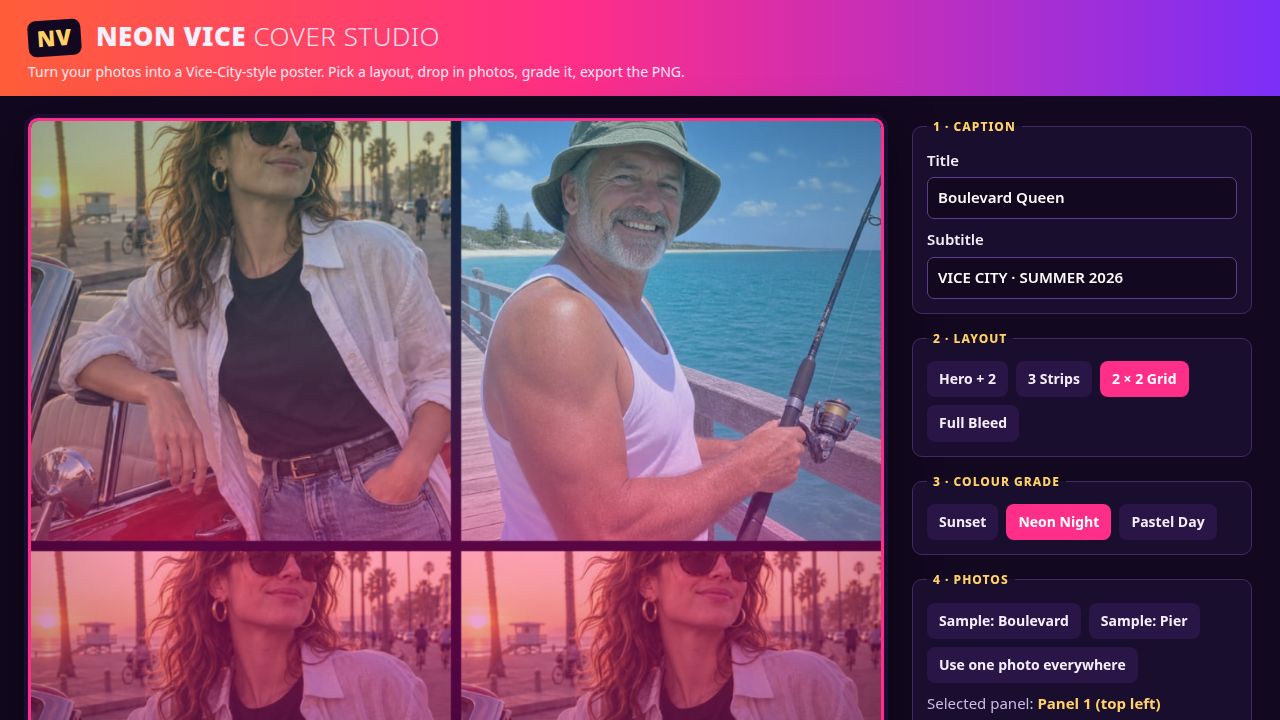 NV
NEON VICE COVER STUDIO
Turn your photos into a Vice-City-style poster. Pick a layout, drop in photos, grade it, export the PNG.
1 · CAPTION
Title
Boulevard Queen
Subtitle
VICE CITY · SUMMER 2026
2 · LAYOUT
Hero + 2
3 Strips
2 × 2 Grid
Full Bleed
3 · COLOUR GRADE
Sunset
Neon Night
Pastel Day
4 · PHOTOS
Sample: Boulevard
Sample: Pier
Use one photo everywhere
Selected panel: Panel 1 (top left)